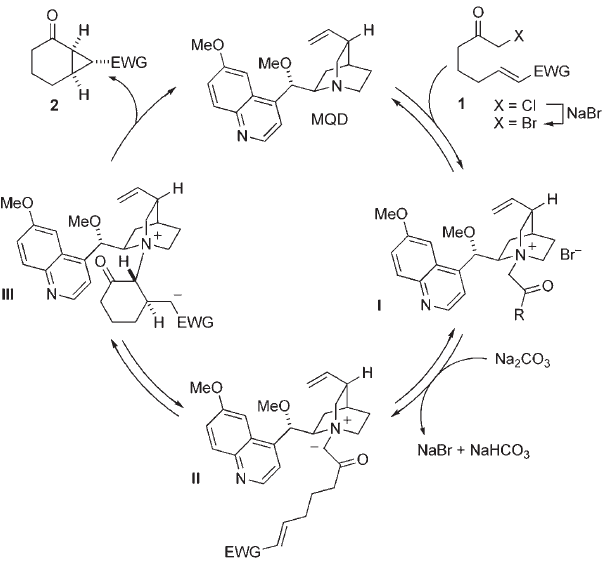 O
H
H
EWG
2
MeO
MeO
N
H
N
MQD
O
X
EWG
1
X = Cl
X = Br
NaBr
MeO
MeO
N
H
N
+
O
H
H
EWG
−
III
MeO
MeO
N
H
N
+
Br−
O
R
I
Na2CO3
NaBr + NaHCO3
MeO
MeO
N
H
N
+
−
O
EWG
II